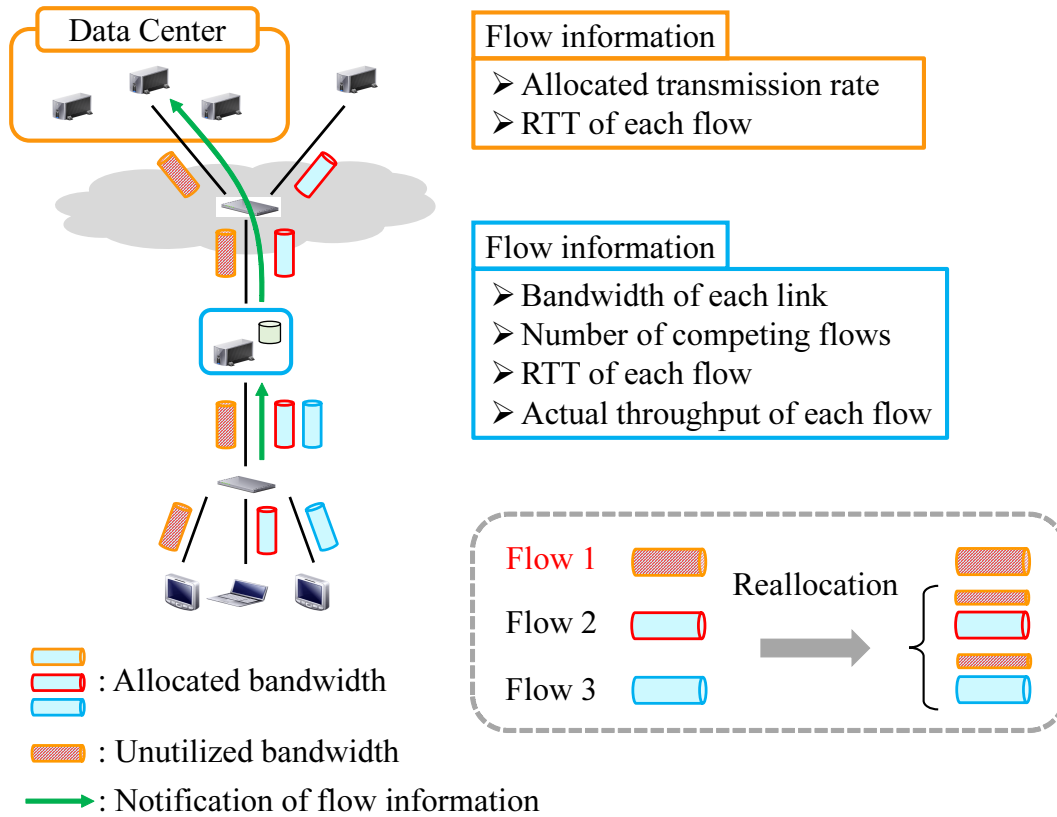 Data Center
Flow information
➢ Allocated transmission rate
➢ RTT of each flow
Flow information
➢ Bandwidth of each link
➢ Number of competing flows
➢ RTT of each flow
➢ Actual throughput of each flow
Flow 1
Reallocation
Flow 2
Flow 3
: Allocated bandwidth
: Unutilized bandwidth
: Notification of flow information